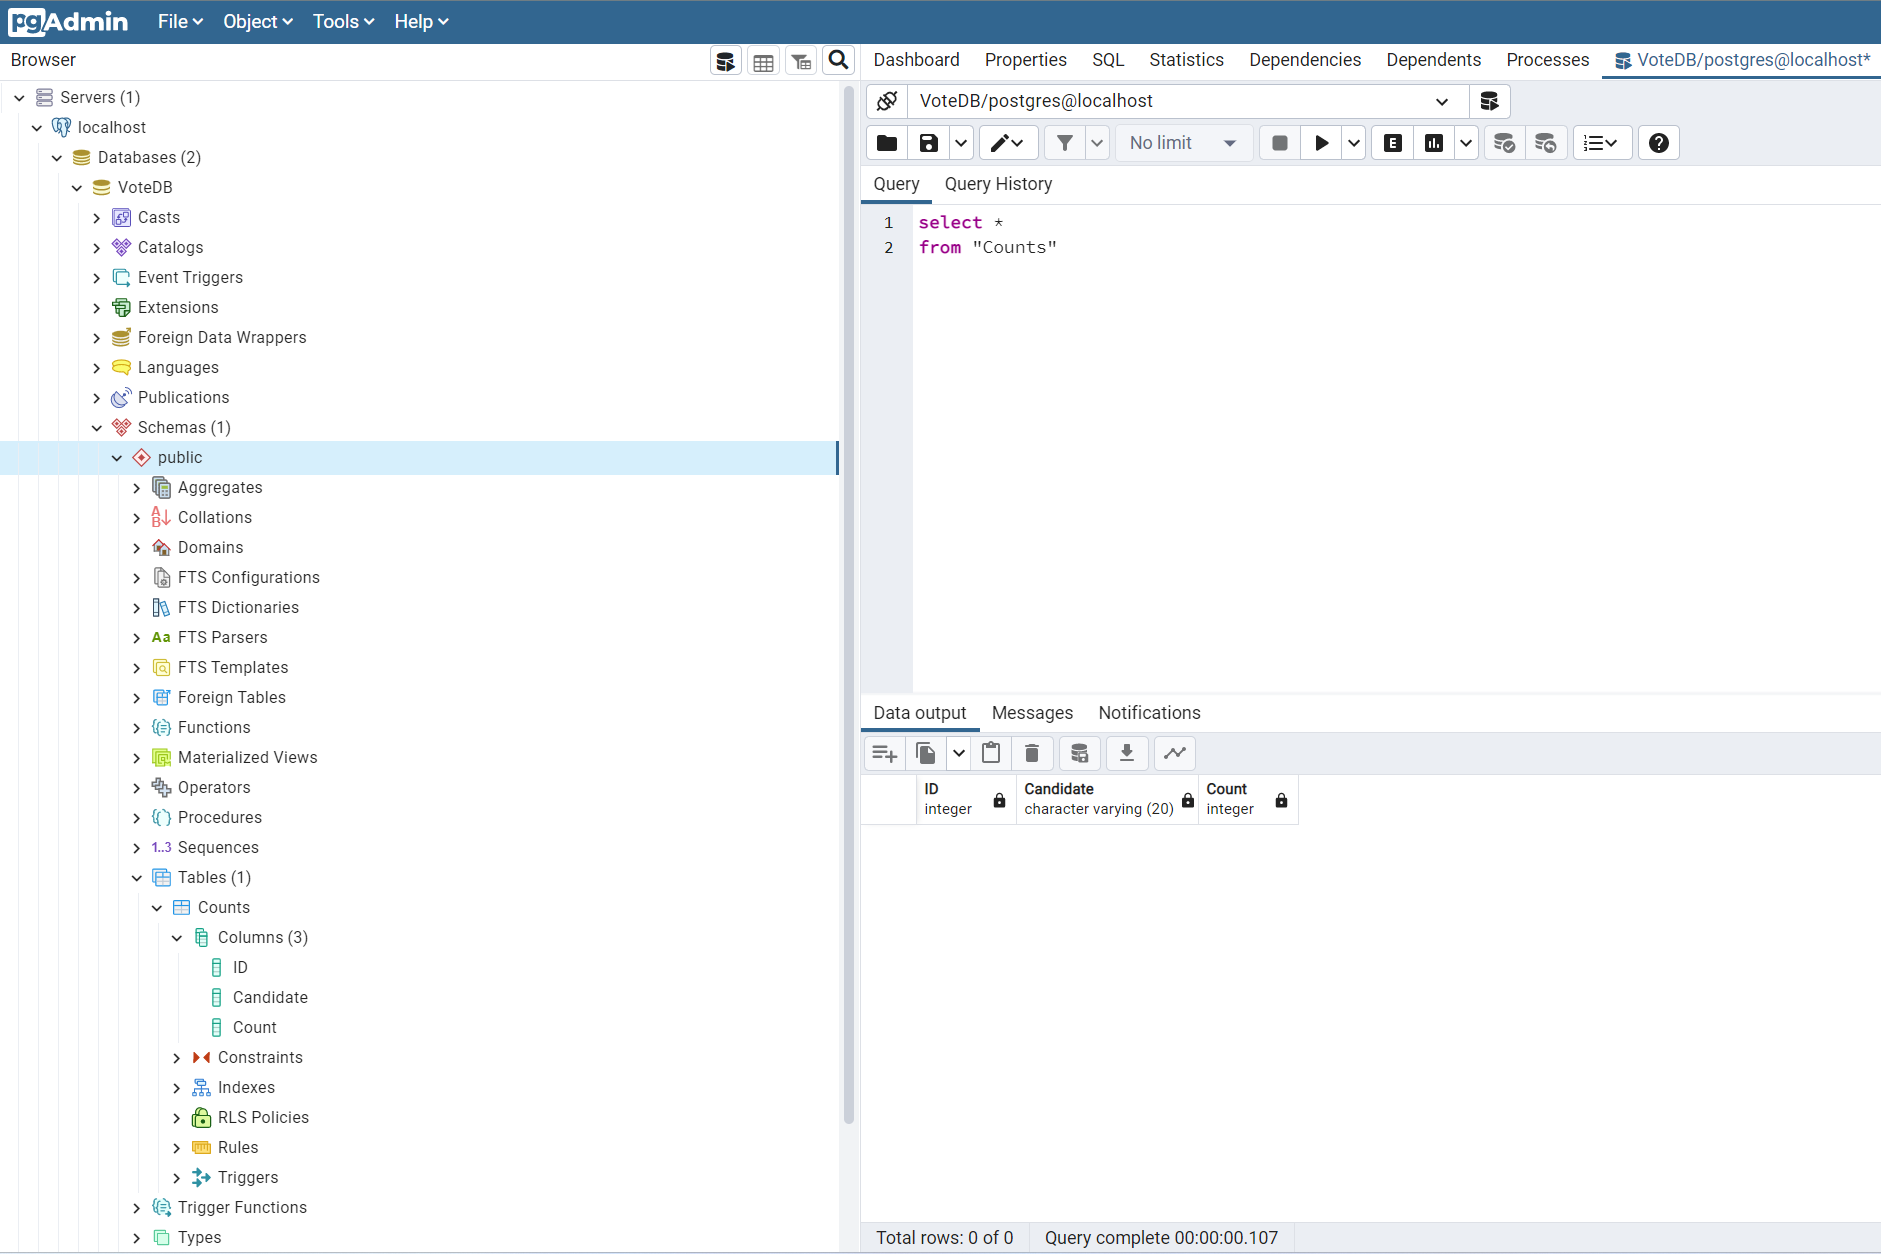 pgAdmin File Object Tools Help
Browser
Servers (1)
localhost
Databases (2)
VoteDB
Casts
Catalogs
Event Triggers
Extensions
Foreign Data Wrappers
Languages
Publications
Schemas (1)
public
Aggregates
Collations
Domains
FTS Configurations
FTS Dictionaries
Aa FTS Parsers
FTS Templates
Foreign Tables
Functions
Materialized Views
Operators
Procedures
1..3 Sequences
Tables (1)
Counts
Columns (3)
ID
Candidate
Count
Constraints
Indexes
RLS Policies
Rules
Triggers
Trigger Functions
Types
Dashboard Properties SQL Statistics Dependencies Dependents Processes VoteDB/postgres@localhost*
VoteDB/postgres@localhost
No limit E
Query Query History
1 select *
2 from "Counts"
Data output Messages Notifications
ID Candidate Count
integer character varying (20) integer
Total rows: 0 of 0 Query complete 00:00:00.107